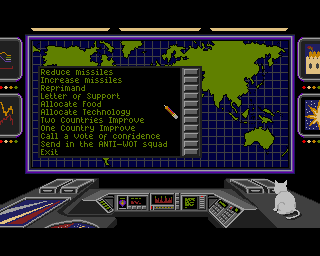 Reduce missiles
Increase missiles
Reprimand
Letter of Support
Allocate Food
Allocate Technology
Two Countries Improve
One Country Improve
Call a vote of confidence
Send in the ANTI-WOT squad
Exit